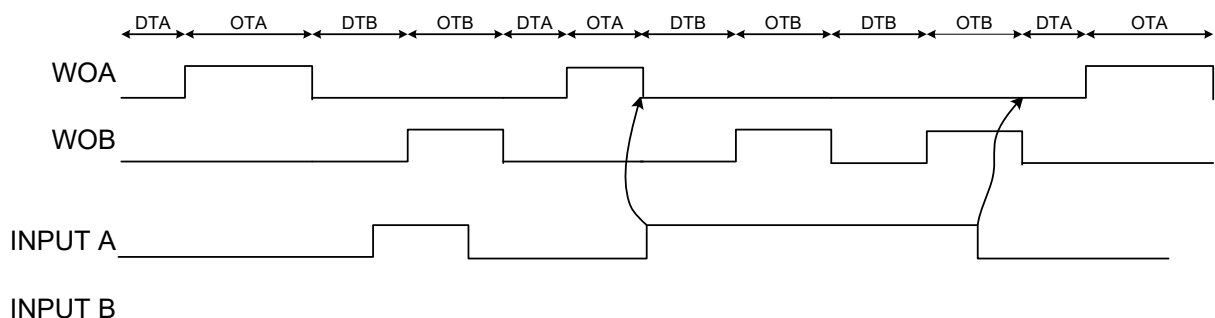 DTA OTA DTB OTB DTA OTA DTB OTB DTB OTB DTA OTA
WOA
WOB
INPUT A
INPUT B